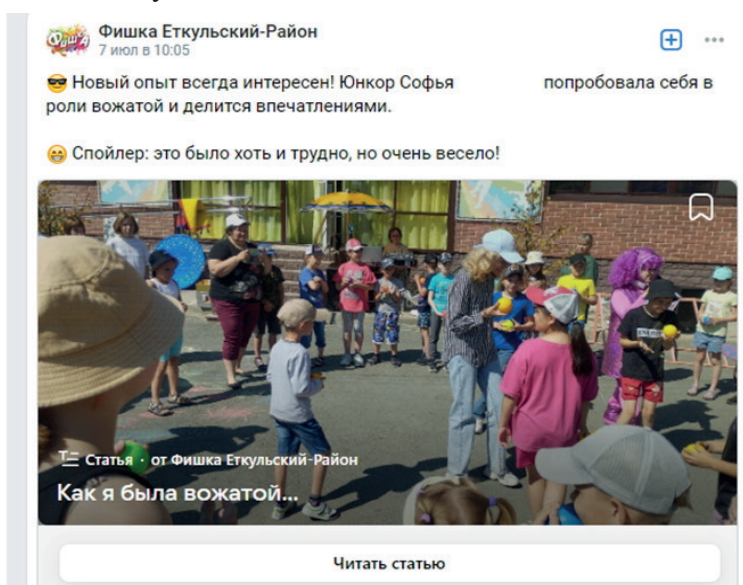 Фишка Еткульский-Район
7 июл в 10:05
😎 Новый опыт всегда интересен! Юнкор Софья попробовала себя в
роли вожатой и делится впечатлениями.
😁 Спойлер: это было хоть и трудно, но очень весело!
Статья · от Фишка Еткульский-Район
Как я была вожатой...
Читать статью